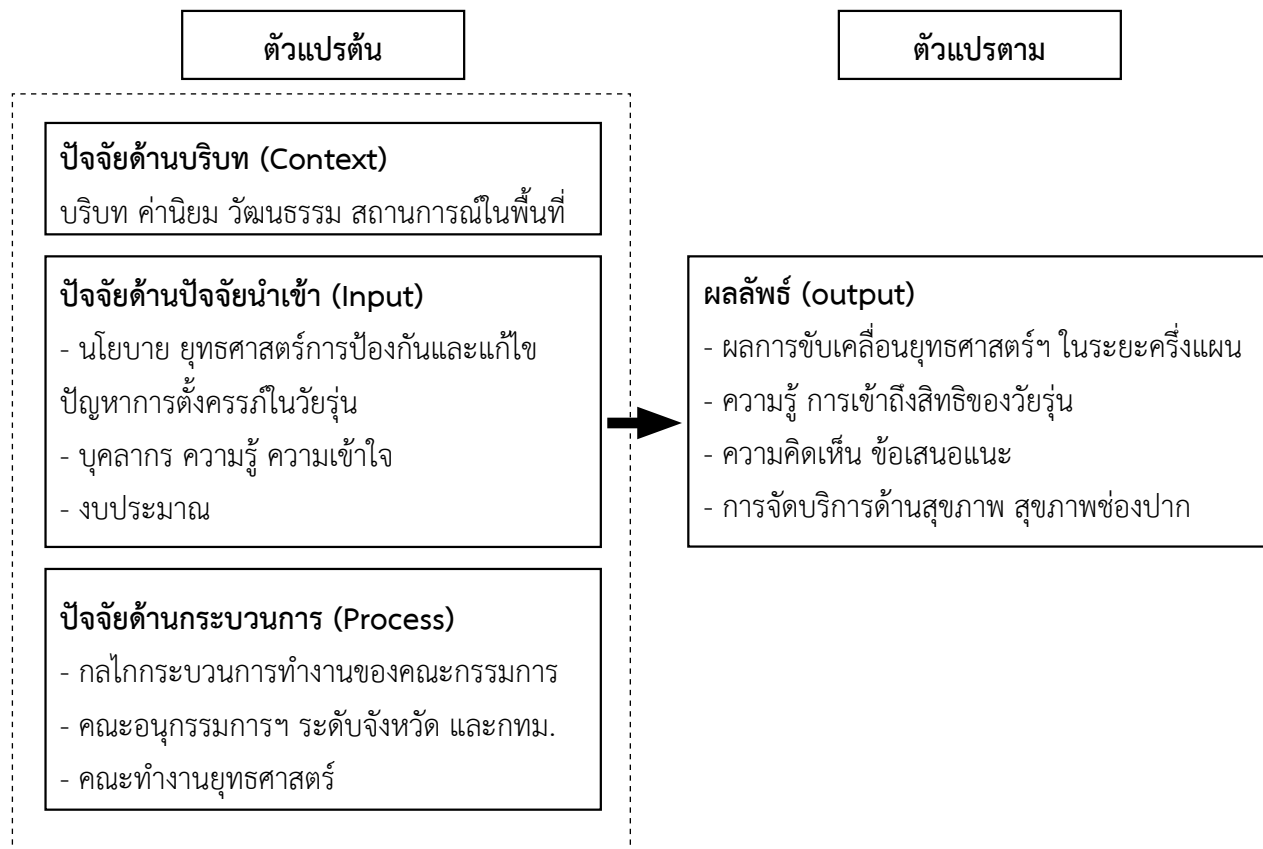 ตัวแปรต้น
ตัวแปรตาม
ปัจจัยด้านบริบท (Context)
บริบท ค่านิยม วัฒนธรรม สถานการณ์ในพื้นที่
ปัจจัยด้านปัจจัยนำเข้า (Input)
- นโยบาย ยุทธศาสตร์การป้องกันและแก้ไข
ปัญหาการตั้งครรภ์ในวัยรุ่น
- บุคลากร ความรู้ ความเข้าใจ
- งบประมาณ
ปัจจัยด้านกระบวนการ (Process)
- กลไกกระบวนการทำงานของคณะกรรมการ
- คณะอนุกรรมการฯ ระดับจังหวัด และกทม.
- คณะทำงานยุทธศาสตร์
ผลลัพธ์ (output)
- ผลการขับเคลื่อนยุทธศาสตร์ฯ ในระยะครึ่งแผน
- ความรู้ การเข้าถึงสิทธิของวัยรุ่น
- ความคิดเห็น ข้อเสนอแนะ
- การจัดบริการด้านสุขภาพ สุขภาพช่องปาก